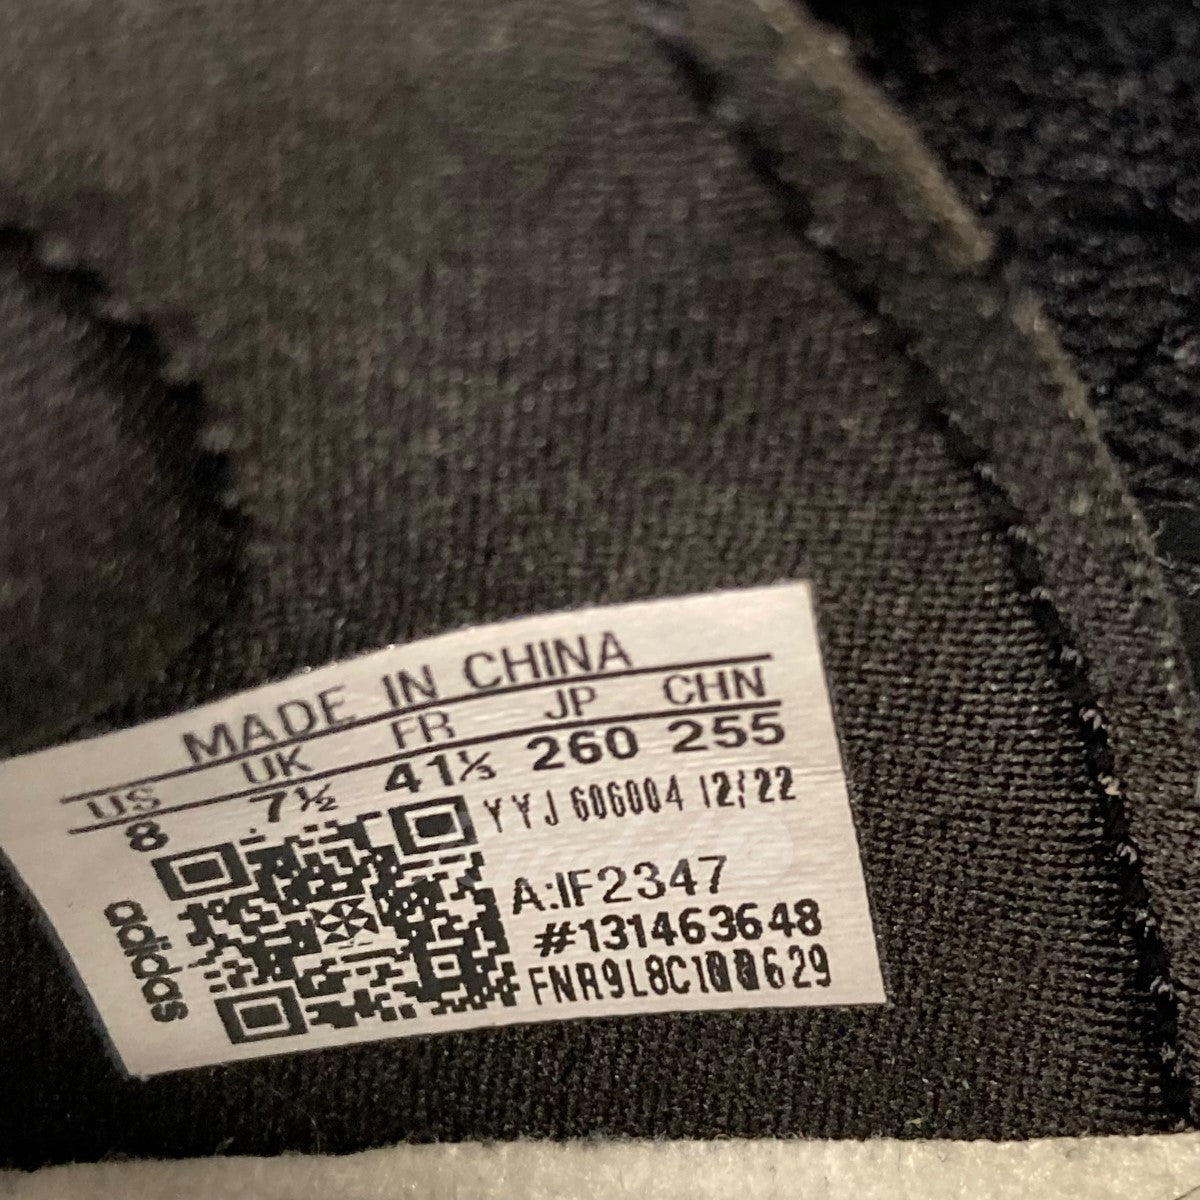 MADE IN CHINA
US UK FR JP CHN
8 7½ 41⅓ 260 255
YYJ 606004 12/22
A:IF2347
#131463648
FNR9L8C100629
adidas